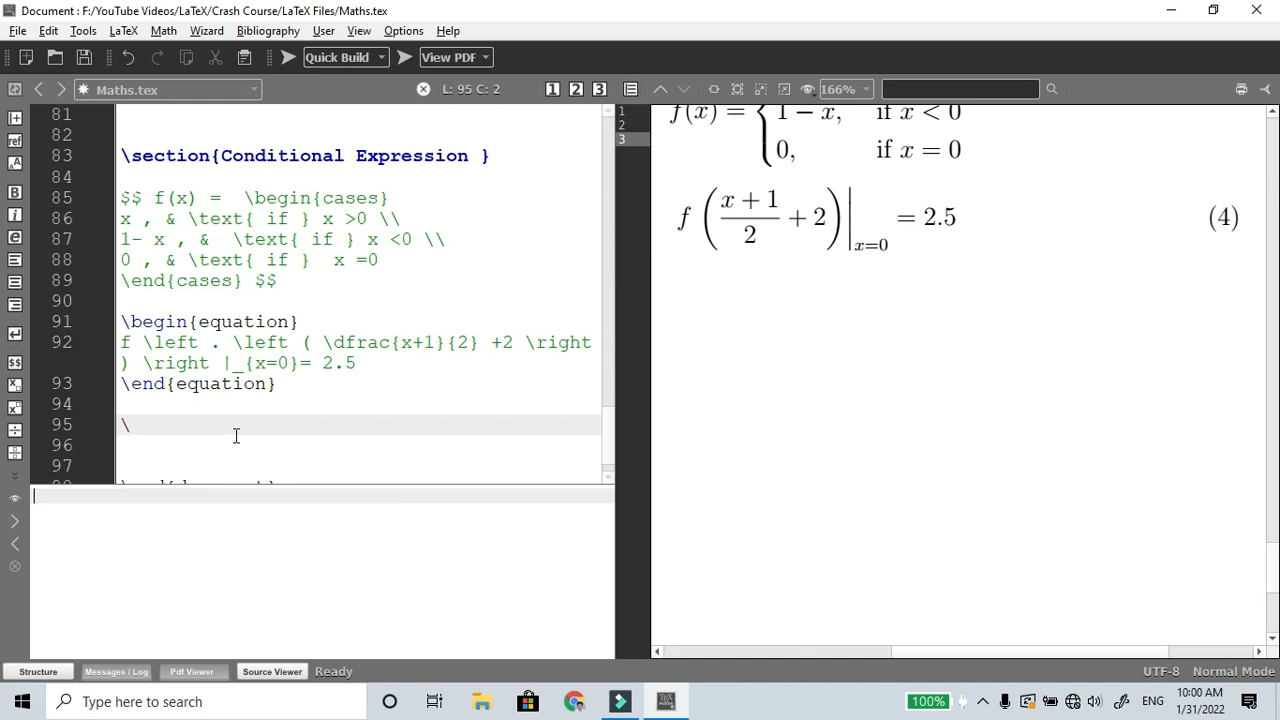 Document : F:/YouTube Videos/LaTeX/Crash Course/LaTeX Files/Maths.tex
File Edit Tools LaTeX Math Wizard Bibliography User View Options Help
Quick Build View PDF
Maths.tex L: 95 C: 2 1 2 3 166%
81
82
83 \section{Conditional Expression }
84
85 $$ f(x) = \begin{cases}
86 x , & \text{ if } x >0 \\
87 1- x , & \text{ if } x <0 \\
88 0 , & \text{ if } x =0
89 \end{cases} $$
90
91 \begin{equation}
92 f \left . \left ( \dfrac{x+1}{2} +2 \right
) \right |_{x=0}= 2.5
93 \end{equation}
94
95 \
96
97
1
2
3
f(x) = { 1 − x, if x < 0
0, if x = 0
f ( x + 1 / 2 + 2 ) | x=0 = 2.5 (4)
Structure Messages / Log Pdf Viewer Source Viewer Ready UTF-8 Normal Mode
Type here to search 100% ENG 10:00 AM
1/31/2022